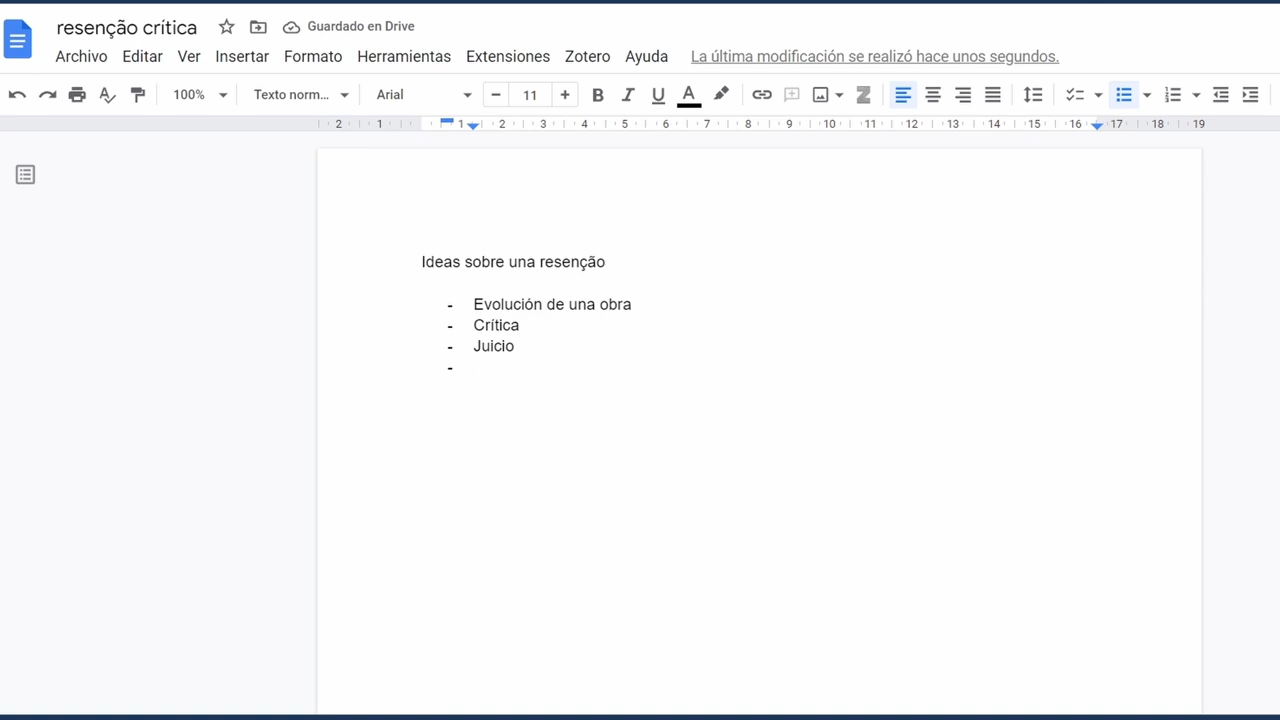 resenção crítica Guardado en Drive
Archivo Editar Ver Insertar Formato Herramientas Extensiones Zotero Ayuda La última modificación se realizó hace unos segundos.
100% Texto norm... Arial − 11 + B I U A Z
2 1 1 2 3 4 5 6 7 8 9 10 11 12 13 14 15 16 17 18 19
Ideas sobre una resenção
- Evolución de una obra
- Crítica
- Juicio
-